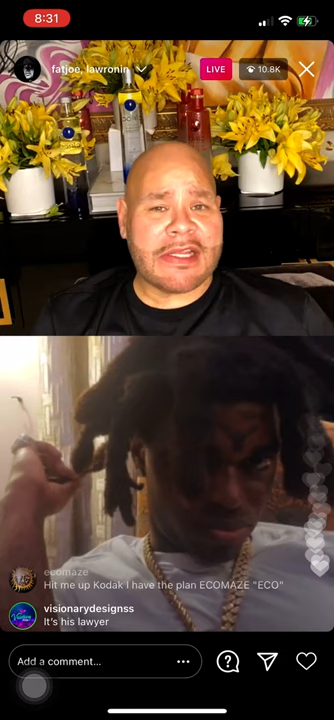 8:31
fatjoe, lawronin
LIVE
10.8K
ecomaze
Hit me up Kodak I have the plan ECOMAZE "ECO"
visionarydesignss
It's his lawyer
Add a comment...